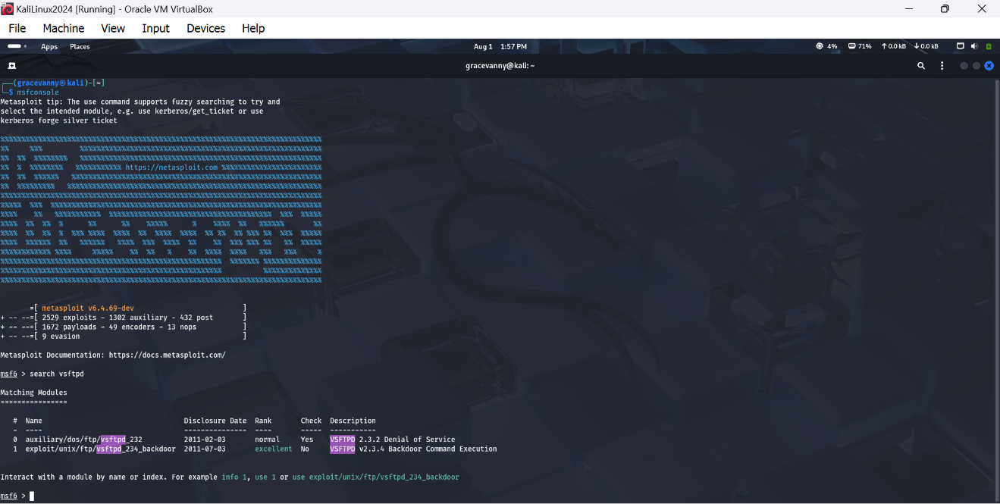 KaliLinux2024 [Running] - Oracle VM VirtualBox
File Machine View Input Devices Help
Apps Places Aug 1 1:57 PM 4% 71% ↑ 0.0 kB ↓ 0.0 kB
gracevanny@kali: ~
┌──(gracevanny㉿kali)-[~]
└─$ msfconsole
Metasploit tip: The use command supports fuzzy searching to try and
select the intended module, e.g. use kerberos/get_ticket or use
kerberos forge silver ticket
https://metasploit.com
=[ metasploit v6.4.69-dev ]
+ -- --=[ 2529 exploits - 1302 auxiliary - 432 post ]
+ -- --=[ 1672 payloads - 49 encoders - 13 nops ]
+ -- --=[ 9 evasion ]
Metasploit Documentation: https://docs.metasploit.com/
msf6 > search vsftpd
Matching Modules
================
# Name Disclosure Date Rank Check Description
- ---- --------------- ---- ----- -----------
0 auxiliary/dos/ftp/vsftpd_232 2011-02-03 normal Yes VSFTPD 2.3.2 Denial of Service
1 exploit/unix/ftp/vsftpd_234_backdoor 2011-07-03 excellent No VSFTPD v2.3.4 Backdoor Command Execution
Interact with a module by name or index. For example info 1, use 1 or use exploit/unix/ftp/vsftpd_234_backdoor
msf6 >